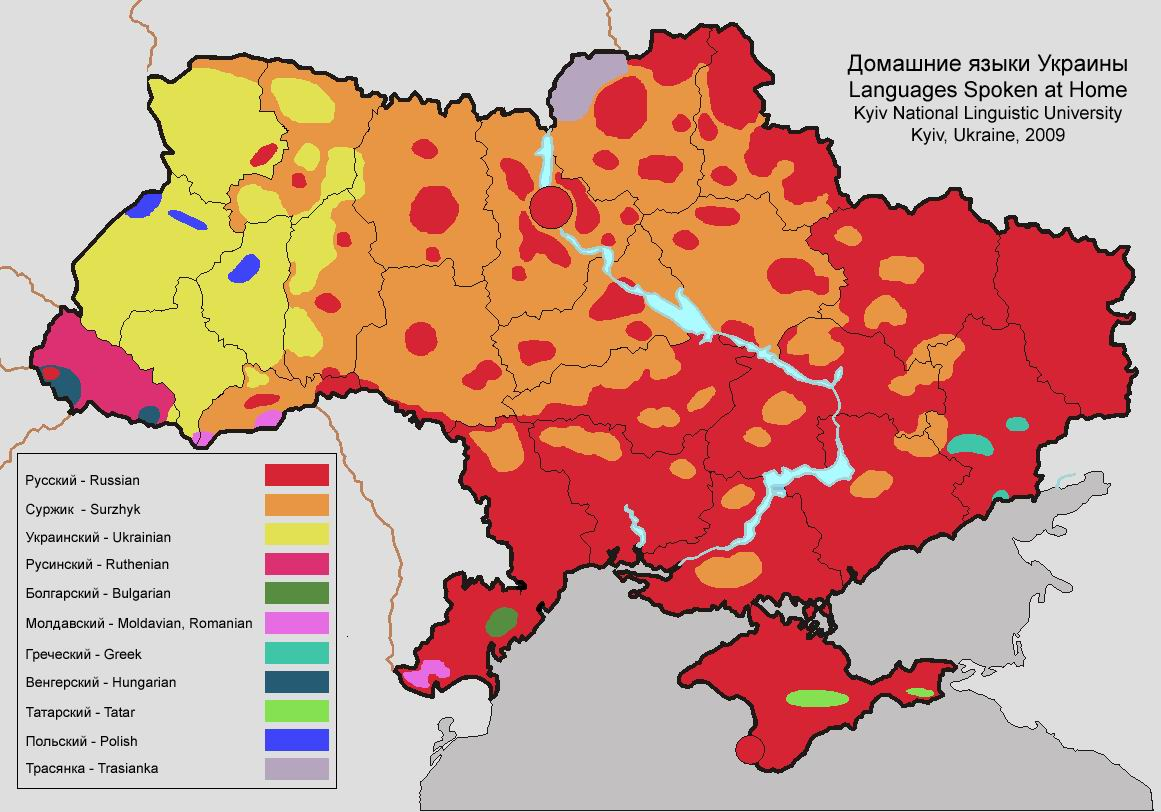 Домашние языки Украины
Languages Spoken at Home
Kyiv National Linguistic University
Kyiv, Ukraine, 2009
Русский - Russian
Суржик - Surzhyk
Украинский - Ukrainian
Русинский - Ruthenian
Болгарский - Bulgarian
Молдавский - Moldavian, Romanian
Греческий - Greek
Венгерский - Hungarian
Татарский - Tatar
Польский - Polish
Трасянка - Trasianka